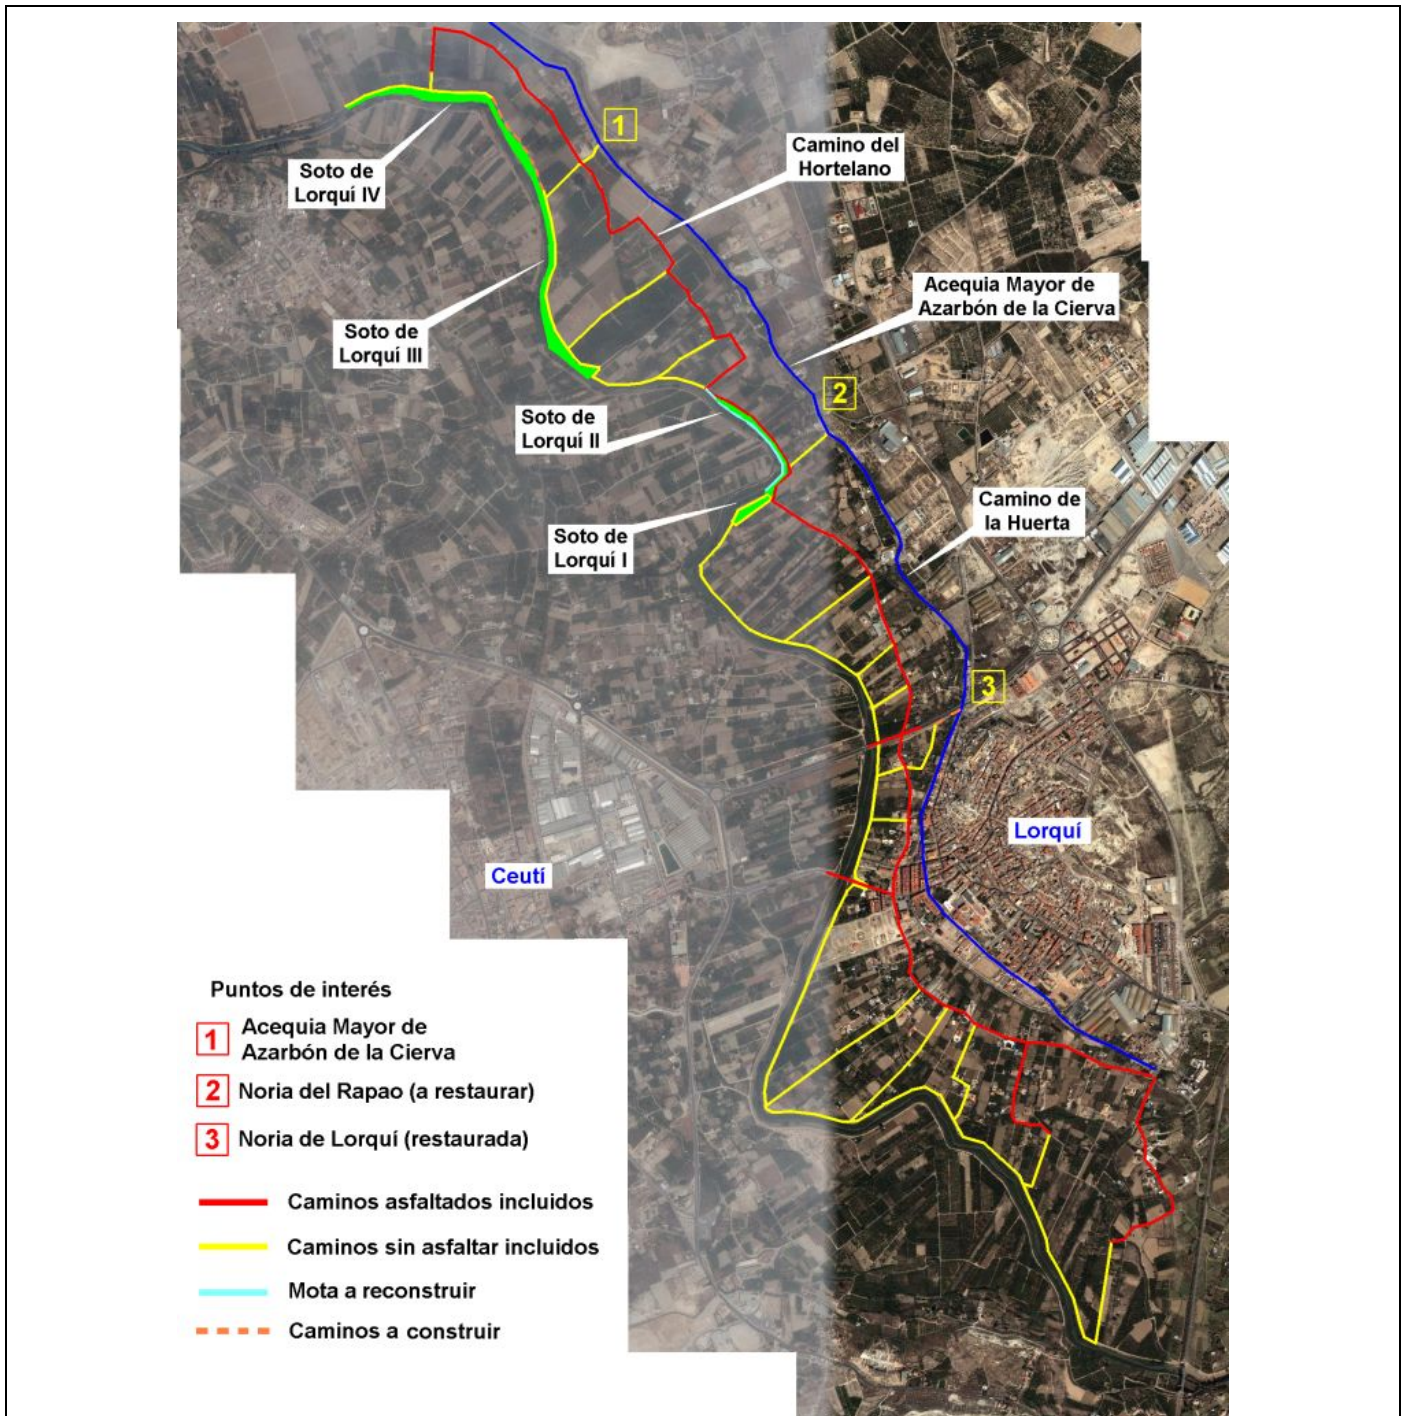 1
Camino del
Hortelano
Soto de
Lorquí IV
Acequia Mayor de
Azarbón de la Cierva
Soto de
Lorquí III
2
Soto de
Lorquí II
Camino de
la Huerta
Soto de
Lorquí I
3
Lorquí
Ceutí
Puntos de interés
1 Acequia Mayor de
Azarbón de la Cierva
2 Noria del Rapao (a restaurar)
3 Noria de Lorquí (restaurada)
Caminos asfaltados incluidos
Caminos sin asfaltar incluidos
Mota a reconstruir
Caminos a construir